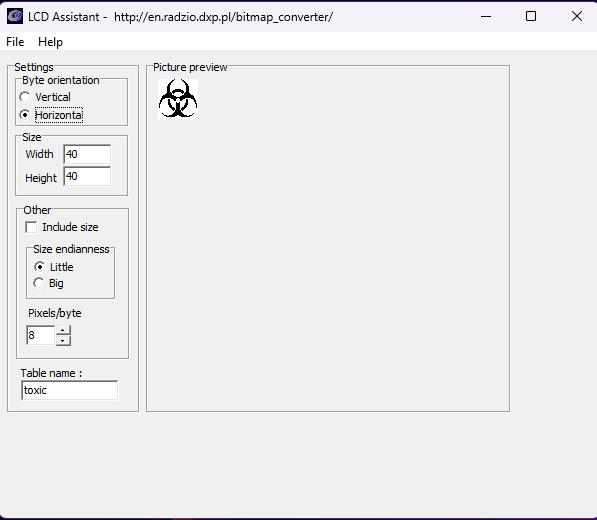 LCD Assistant - http://en.radzio.dxp.pl/bitmap_converter/
File Help
Settings
Byte orientation
Vertical
Horizontal
Size
Width 40
Height 40
Other
Include size
Size endianness
Little
Big
Pixels/byte
8
Table name :
toxic
Picture preview